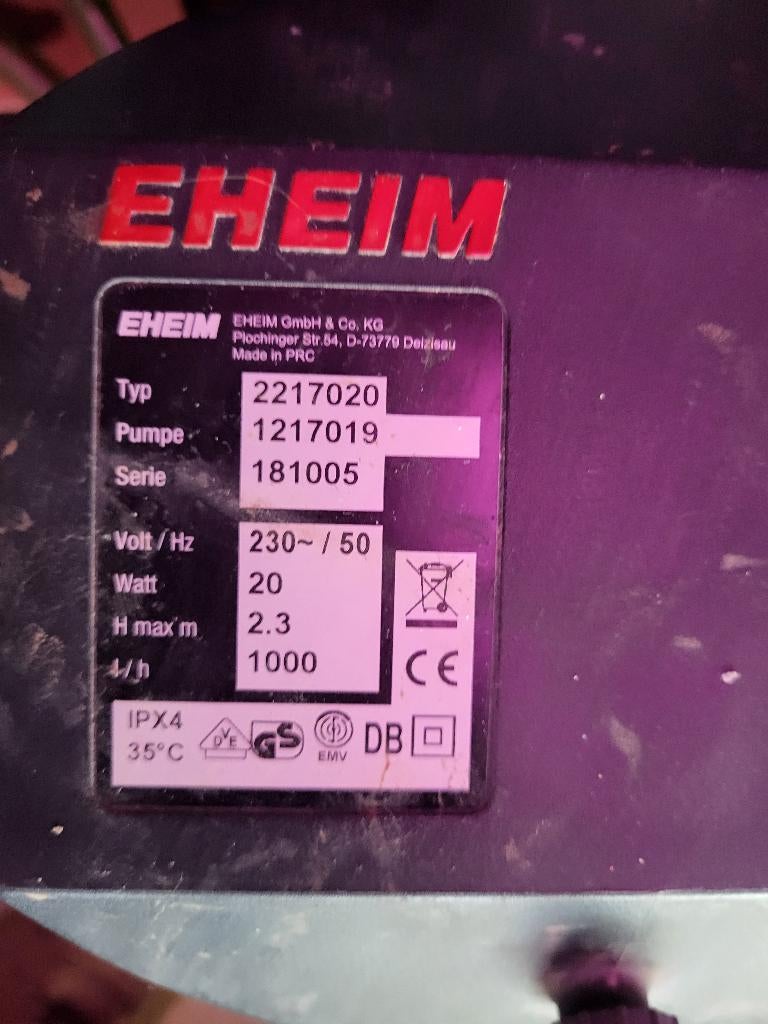 EHEIM
EHEIM
EHEIM GmbH & Co. KG
Plochinger Str.54, D-73779 Deizisau
Made in PRC
Typ 2217020
Pumpe 1217019
Serie 181005
Volt / Hz 230~ / 50
Watt 20
H max m 2.3
l / h 1000
CE
IPX4
35°C
DVE
GS
EMV
DB